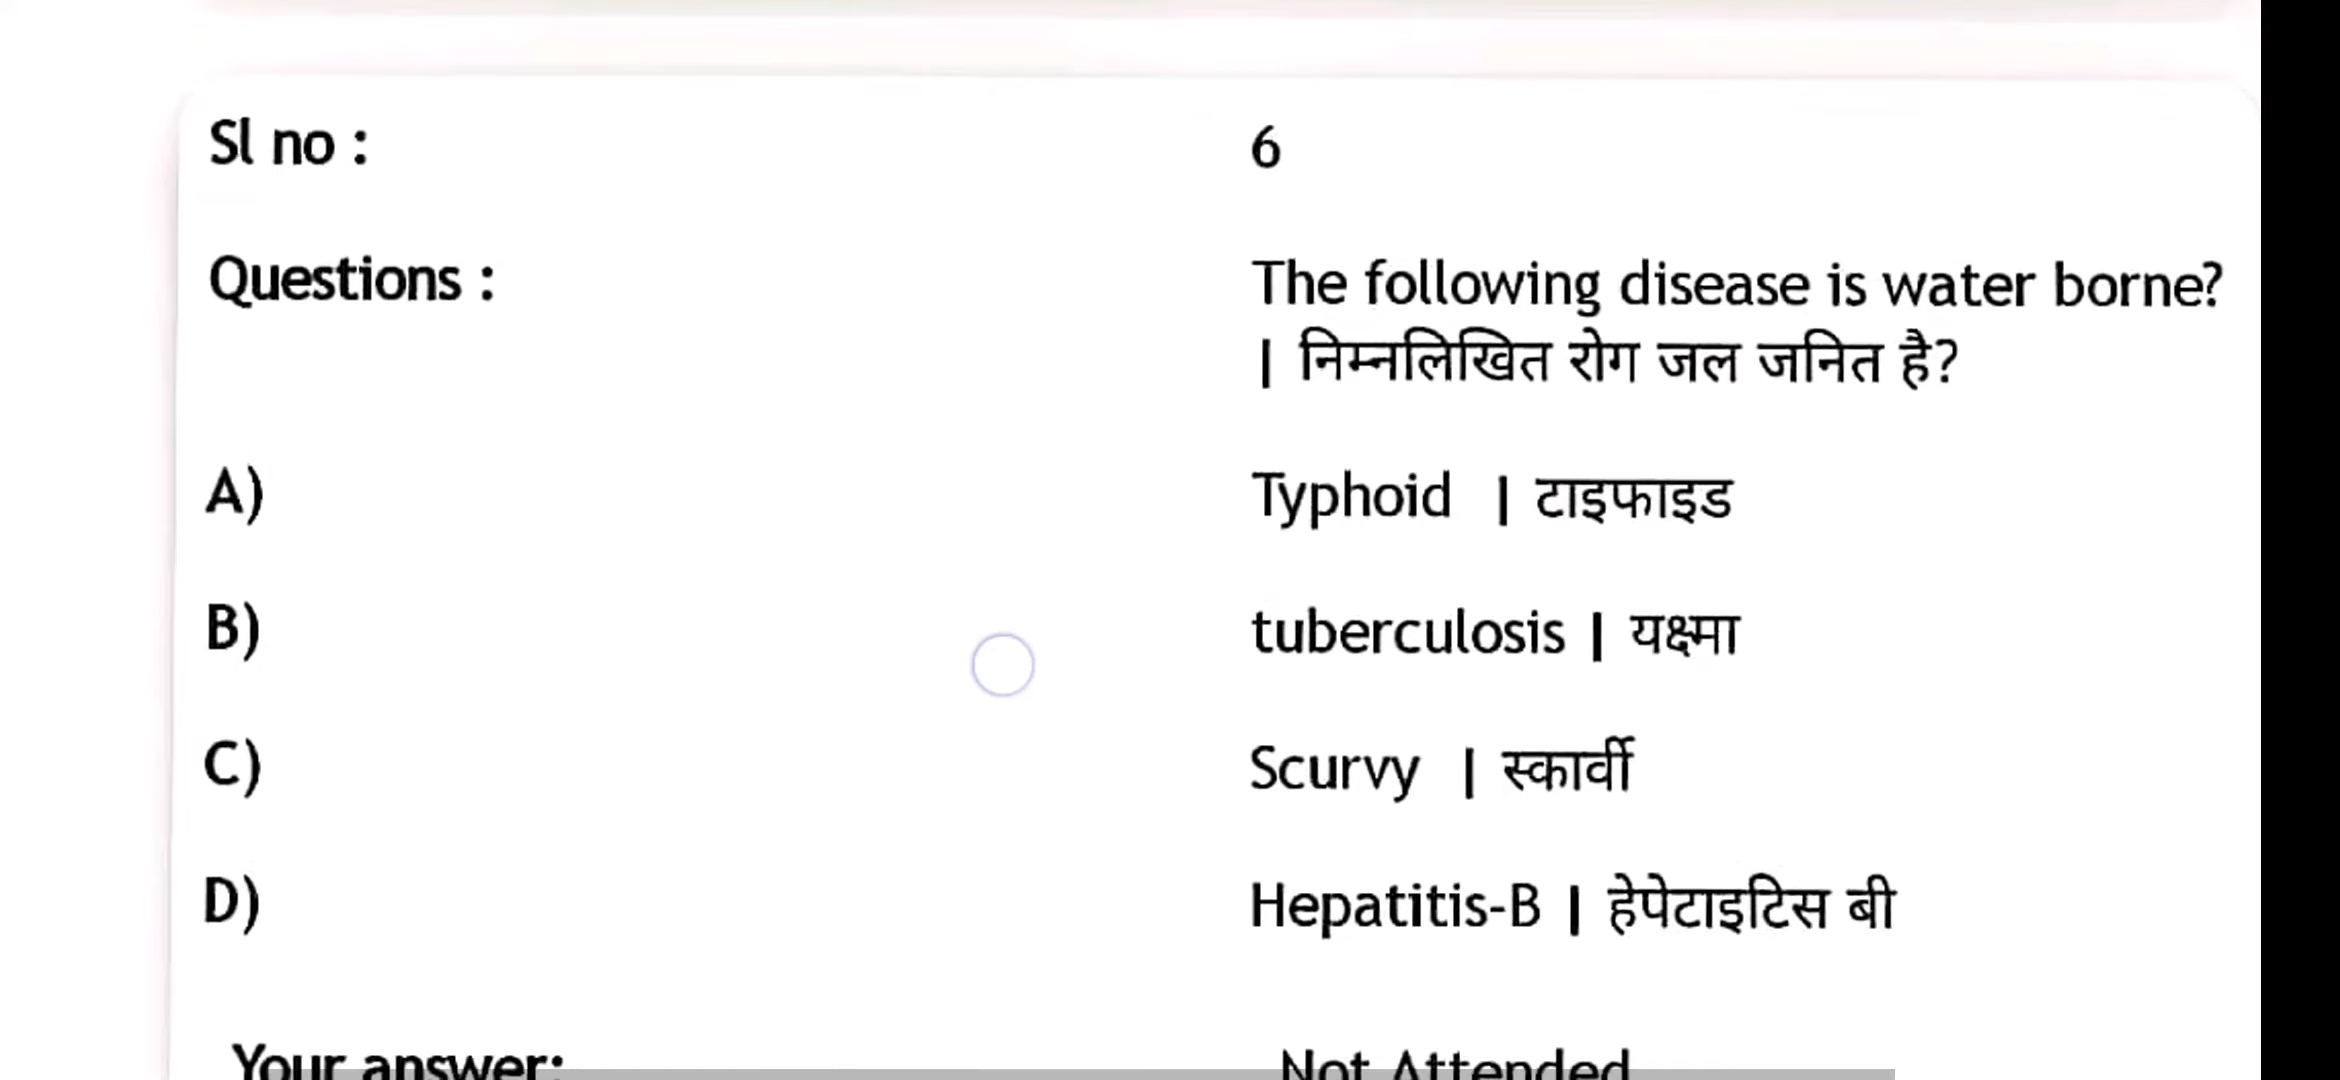 Sl no : 6
Questions : The following disease is water borne?
| निम्नलिखित रोग जल जनित है?
A) Typhoid | टाइफाइड
B) tuberculosis | यक्ष्मा
C) Scurvy | स्कार्वी
D) Hepatitis-B | हेपेटाइटिस बी
Your answer: Not Attended